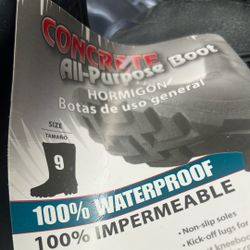 CONCRETE
All-Purpose Boot
HORMIGON
Botas de uso general
SIZE
TAMAÑO
9
100% WATERPROOF
100% IMPERMEABLE
• Non-slip soles
• Kick-off lugs for